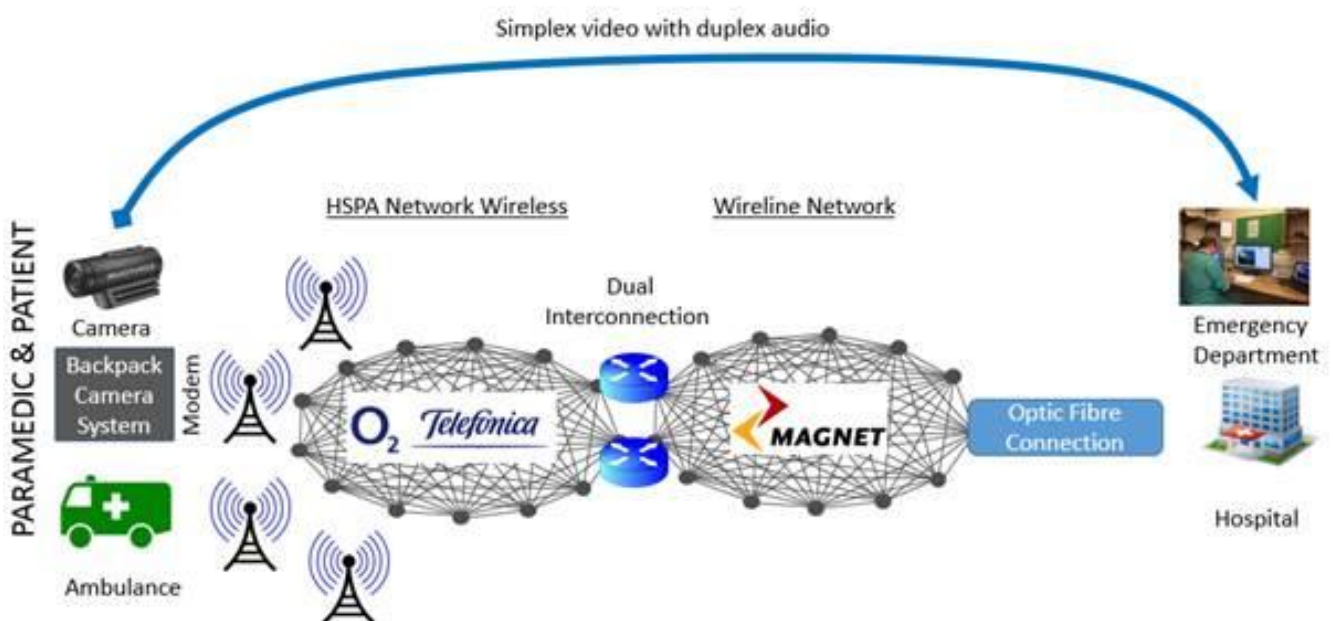 Simplex video with duplex audio
HSPA Network Wireless
Wireline Network
PARAMEDIC & PATIENT
Camera
Backpack
Camera
System
Modem
Ambulance
O2
Telefónica
Dual
Interconnection
MAGNET
Optic Fibre
Connection
Emergency
Department
Hospital